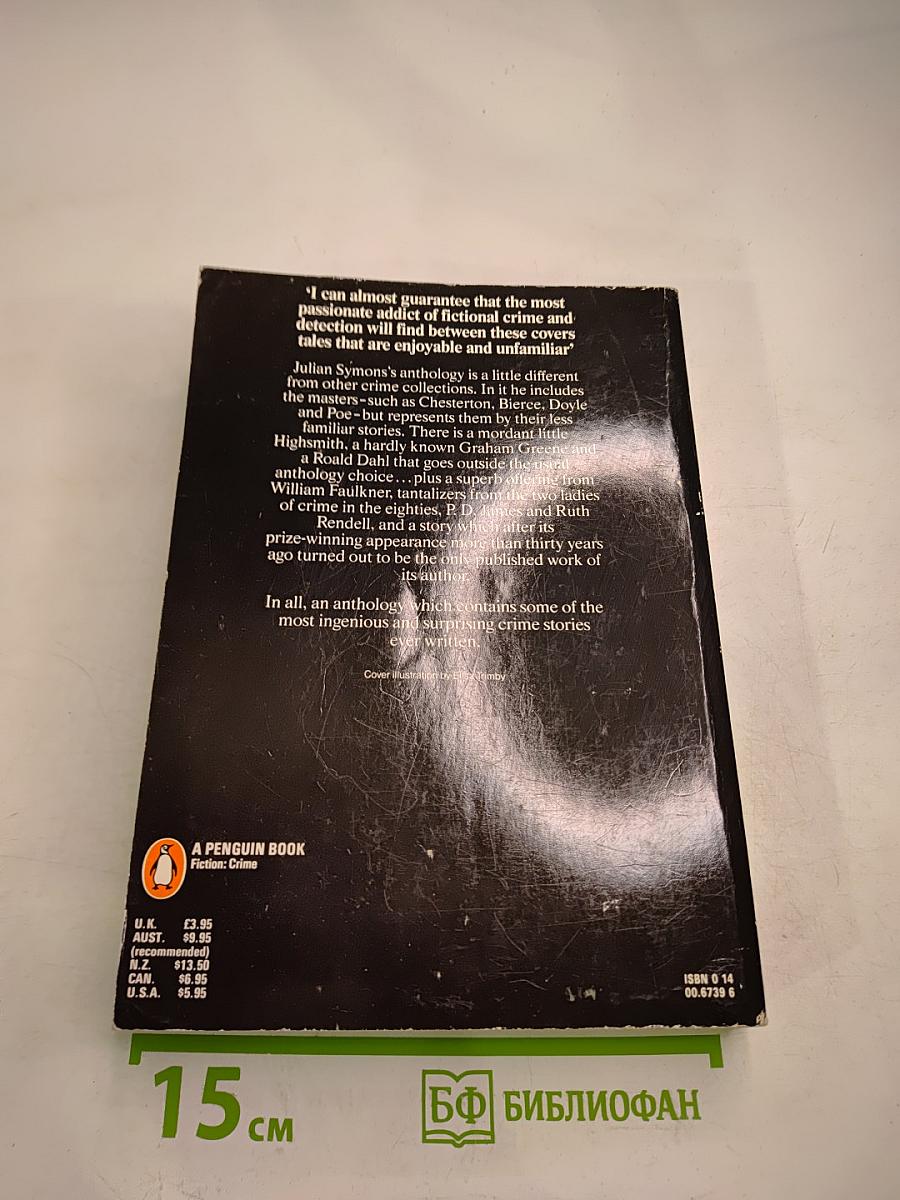 ‘I can almost guarantee that the most
passionate addict of fictional crime and
detection will find between these covers
tales that are enjoyable and unfamiliar’
Julian Symons's anthology is a little different
from other crime collections. In it he includes
the masters–such as Chesterton, Bierce, Doyle
and Poe–but represents them by their less
familiar stories. There is a mordant little
Highsmith, a hardly known Graham Greene and
a Roald Dahl that goes outside the usual
anthology choice...plus a superb offering from
William Faulkner, tantalizers from the two ladies
of crime in the eighties, P. D. James and Ruth
Rendell, and a story which after its
prize-winning appearance more than thirty years
ago turned out to be the only published work of
its author.
In all, an anthology which contains some of the
most ingenious and surprising crime stories
ever written.
Cover illustration by Trimby
A PENGUIN BOOK
Fiction: Crime
U.K. £3.95
AUST. $9.95
(recommended)
N.Z. $13.50
CAN. $6.95
U.S.A. $5.95
ISBN 0 14
00.6739 6
15 см
БФ БИБЛИОФАН